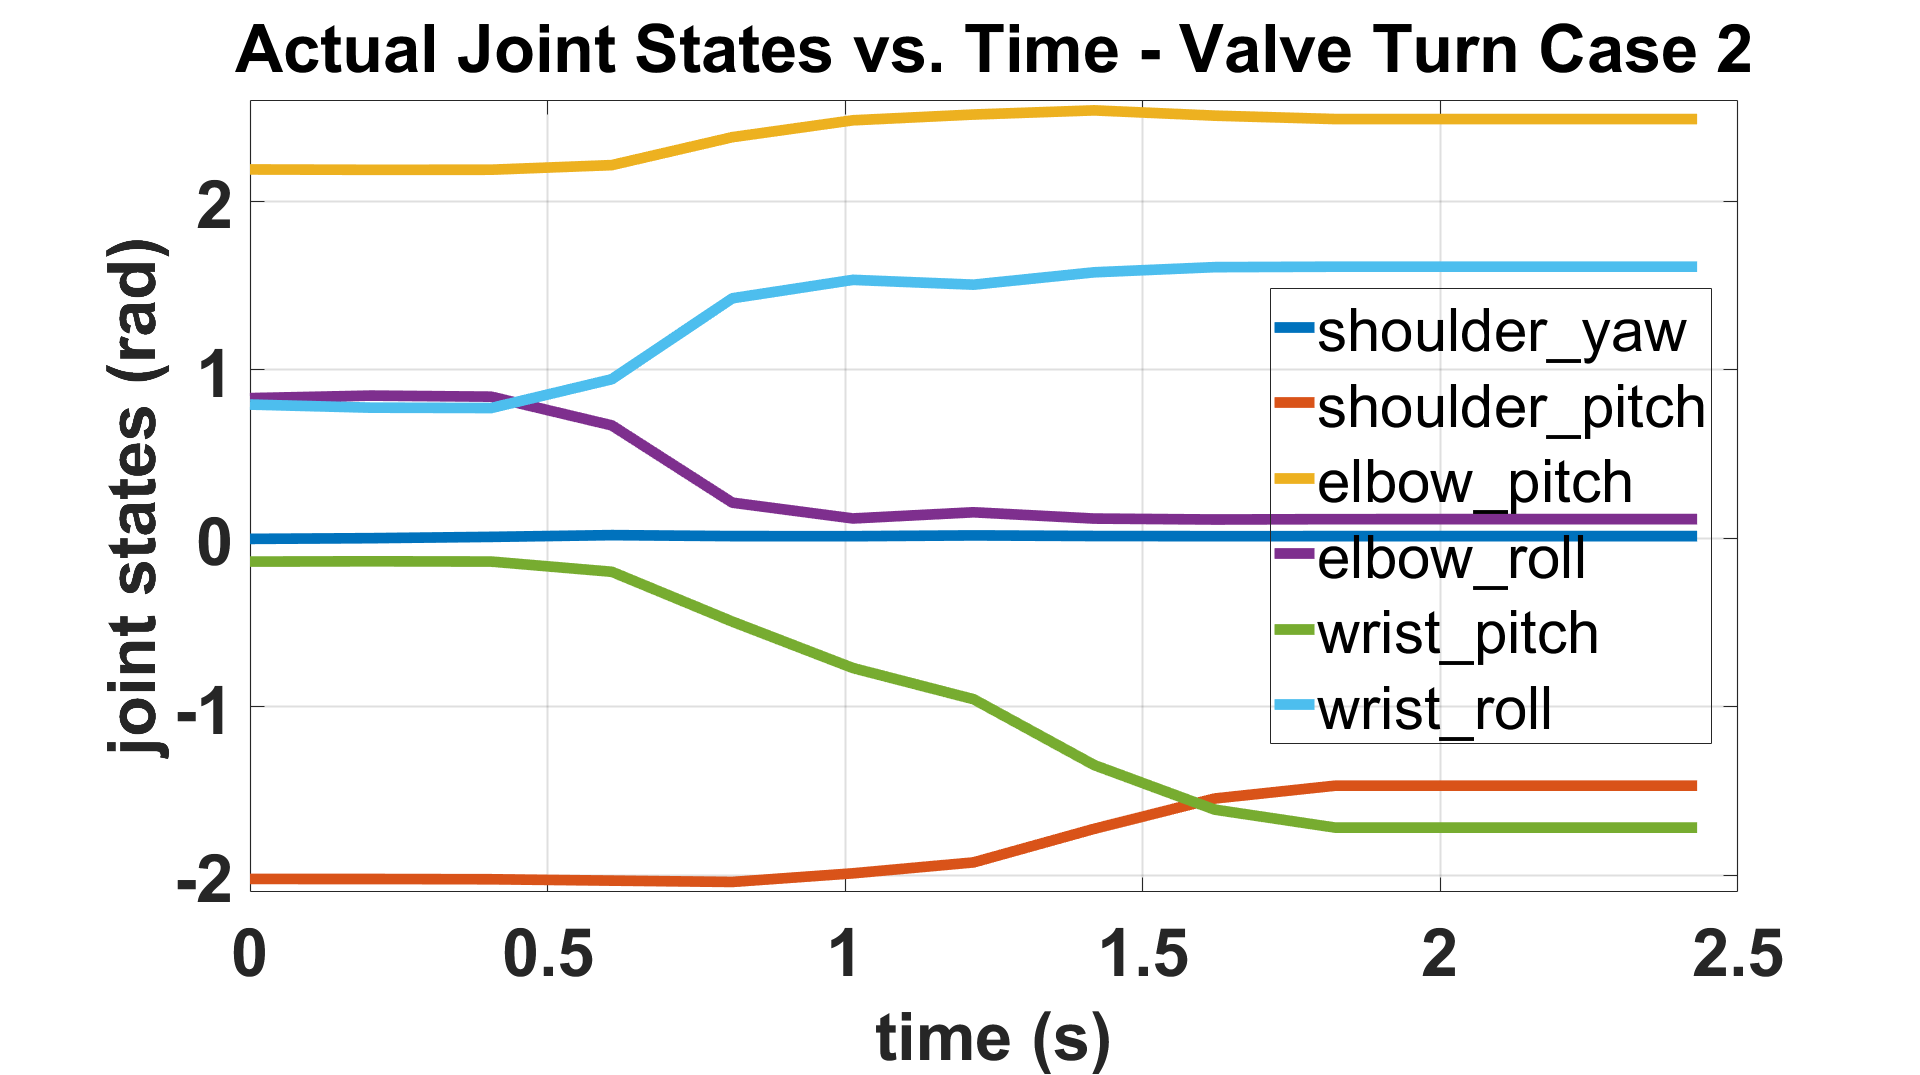 Actual Joint States vs. Time - Valve Turn Case 2
joint states (rad)
2
1
0
-1
-2
shoulder_yaw
shoulder_pitch
elbow_pitch
elbow_roll
wrist_pitch
wrist_roll
0 0.5 1 1.5 2 2.5
time (s)